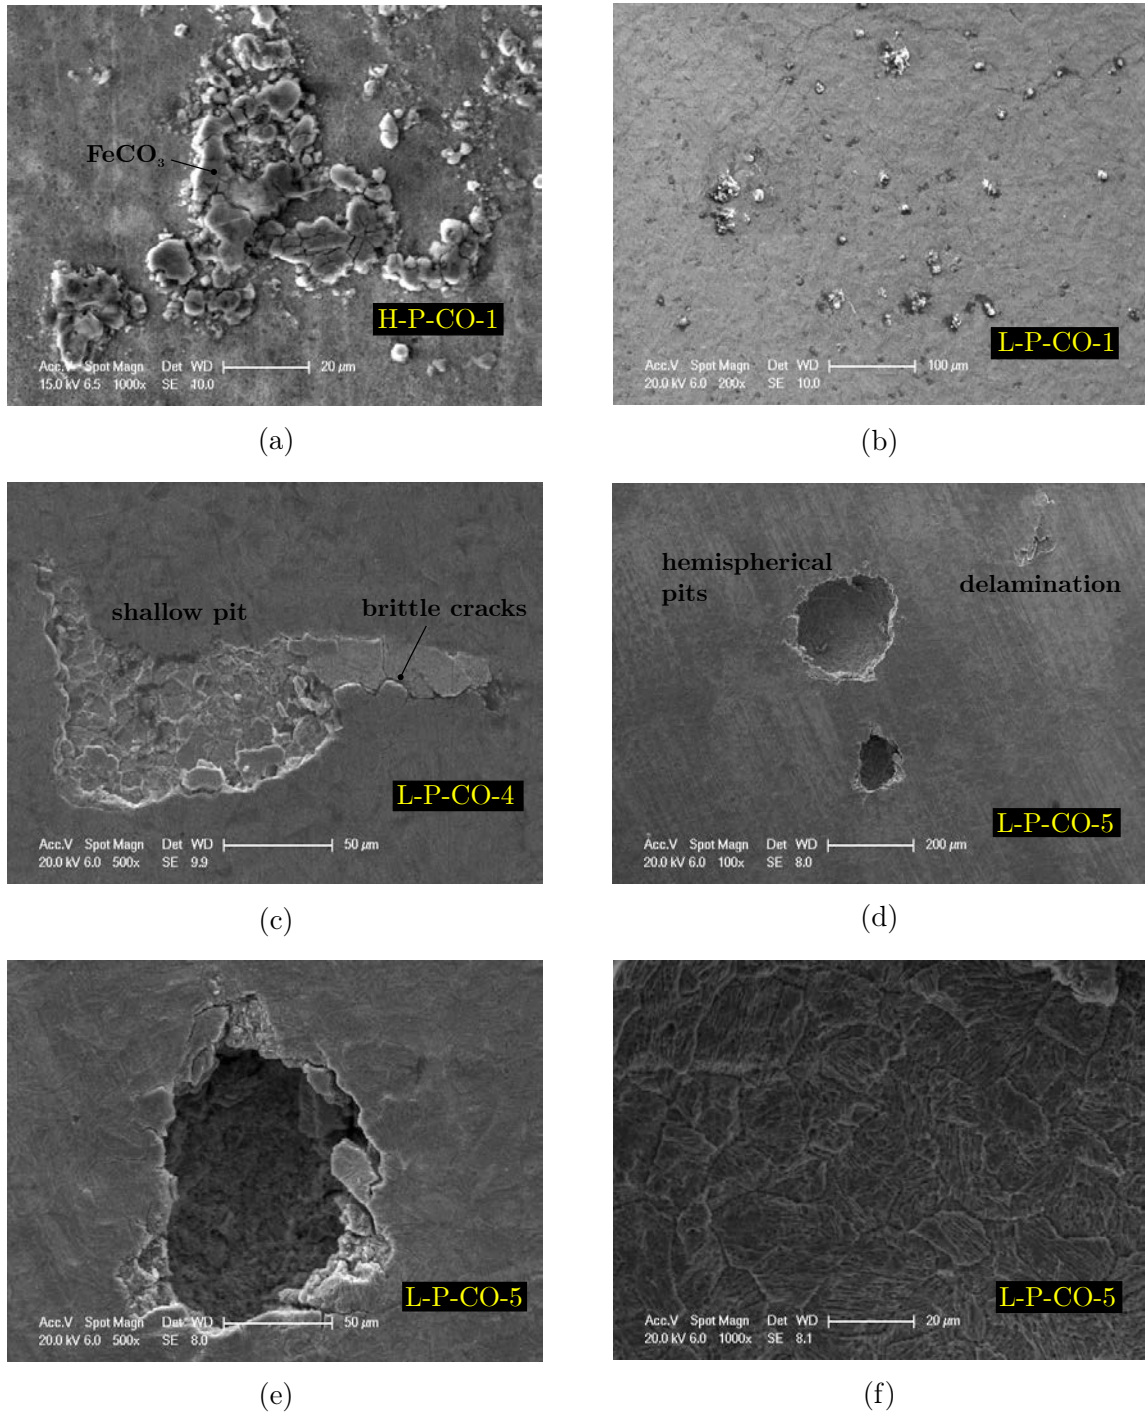 FeCO₃
H-P-CO-1
Acc.V Spot Magn Det WD 20 μm
15.0 kV 6.5 1000x SE 10.0
(a)
L-P-CO-1
Acc.V Spot Magn Det WD 100 μm
20.0 kV 6.0 200x SE 10.0
(b)
shallow pit
brittle cracks
L-P-CO-4
Acc.V Spot Magn Det WD 50 μm
20.0 kV 6.0 500x SE 9.9
(c)
hemispherical
pits
delamination
L-P-CO-5
Acc.V Spot Magn Det WD 200 μm
20.0 kV 6.0 100x SE 8.0
(d)
L-P-CO-5
Acc.V Spot Magn Det WD 50 μm
20.0 kV 6.0 500x SE 8.0
(e)
L-P-CO-5
Acc.V Spot Magn Det WD 20 μm
20.0 kV 6.0 1000x SE 8.1
(f)